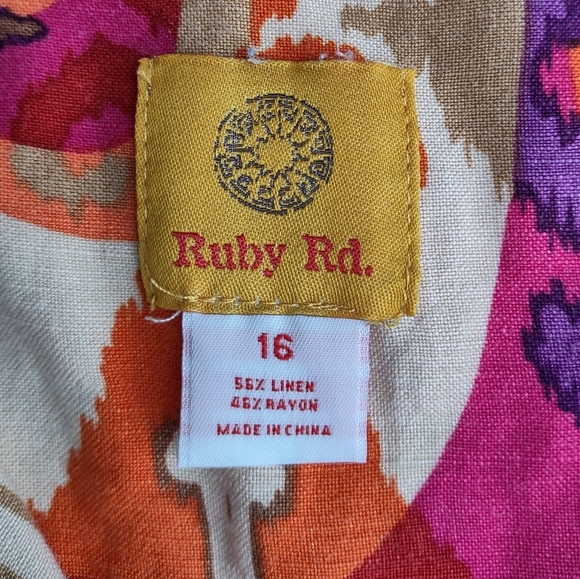 Ruby Rd.
16
55% LINEN
45% RAYON
MADE IN CHINA